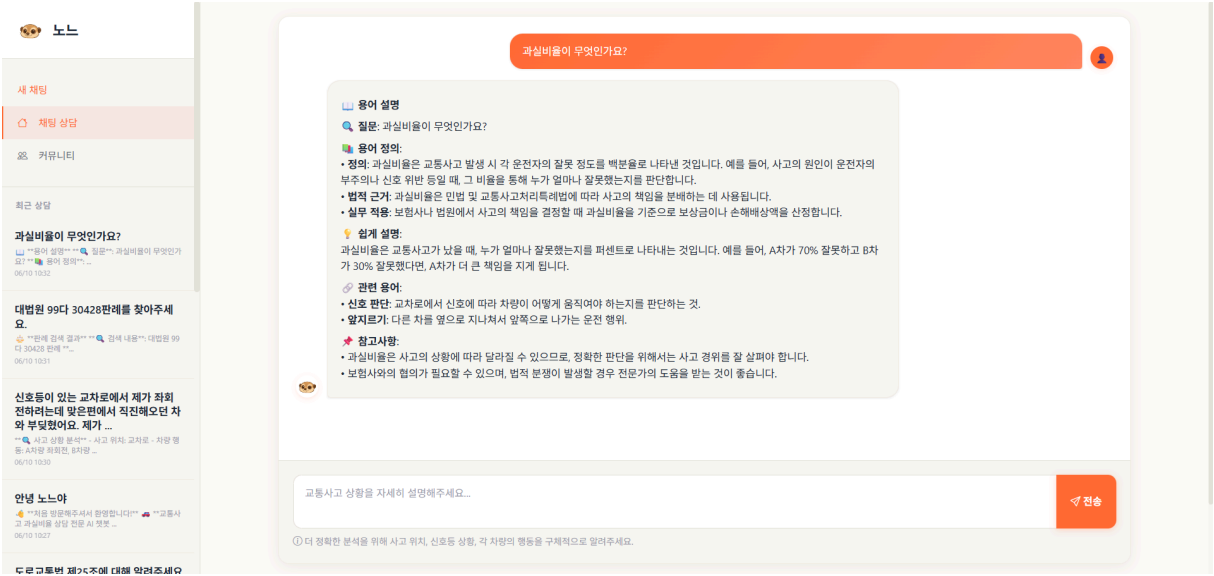 노느
새 채팅
채팅 상담
커뮤니티
최근 상담
과실비율이 무엇인가요?
**용어 설명** **🔍 질문**: 과실비율이 무엇인가
요? **📚 용어 정의**: ...
06/10 10:32
대법원 99다 30428판례를 찾아주세
요.
**판례 검색 결과** **🔍 검색 내용**: 대법원 99
다 30428 판례 **...
06/10 10:31
신호등이 있는 교차로에서 제가 좌회
전하려는데 맞은편에서 직진해오던 차
와 부딪혔어요. 제가 ...
**🔍 사고 상황 분석** - 사고 위치: 교차로 - 차량 행
동: A차량 좌회전, B차량 ...
06/10 10:30
안녕 노느야
**처음 방문해주셔서 환영합니다!** 🚗 **교통사
고 과실비율 상담 전문 AI 챗봇 ...
06/10 10:27
도로교통법 제25조에 대해 알려주세요
과실비율이 무엇인가요?
용어 설명
질문: 과실비율이 무엇인가요?
용어 정의:
• 정의: 과실비율은 교통사고 발생 시 각 운전자의 잘못 정도를 백분율로 나타낸 것입니다. 예를 들어, 사고의 원인이 운전자의
부주의나 신호 위반 등일 때, 그 비율을 통해 누가 얼마나 잘못했는지를 판단합니다.
• 법적 근거: 과실비율은 민법 및 교통사고처리특례법에 따라 사고의 책임을 분배하는 데 사용됩니다.
• 실무 적용: 보험사나 법원에서 사고의 책임을 결정할 때 과실비율을 기준으로 보상금이나 손해배상액을 산정합니다.
쉽게 설명:
과실비율은 교통사고가 났을 때, 누가 얼마나 잘못했는지를 퍼센트로 나타내는 것입니다. 예를 들어, A차가 70% 잘못하고 B차
가 30% 잘못했다면, A차가 더 큰 책임을 지게 됩니다.
관련 용어:
• 신호 판단: 교차로에서 신호에 따라 차량이 어떻게 움직여야 하는지를 판단하는 것.
• 앞지르기: 다른 차를 옆으로 지나쳐서 앞쪽으로 나가는 운전 행위.
참고사항:
• 과실비율은 사고의 상황에 따라 달라질 수 있으므로, 정확한 판단을 위해서는 사고 경위를 잘 살펴야 합니다.
• 보험사와의 협의가 필요할 수 있으며, 법적 분쟁이 발생할 경우 전문가의 도움을 받는 것이 좋습니다.
교통사고 상황을 자세히 설명해주세요...
전송
더 정확한 분석을 위해 사고 위치, 신호등 상황, 각 차량의 행동을 구체적으로 알려주세요.